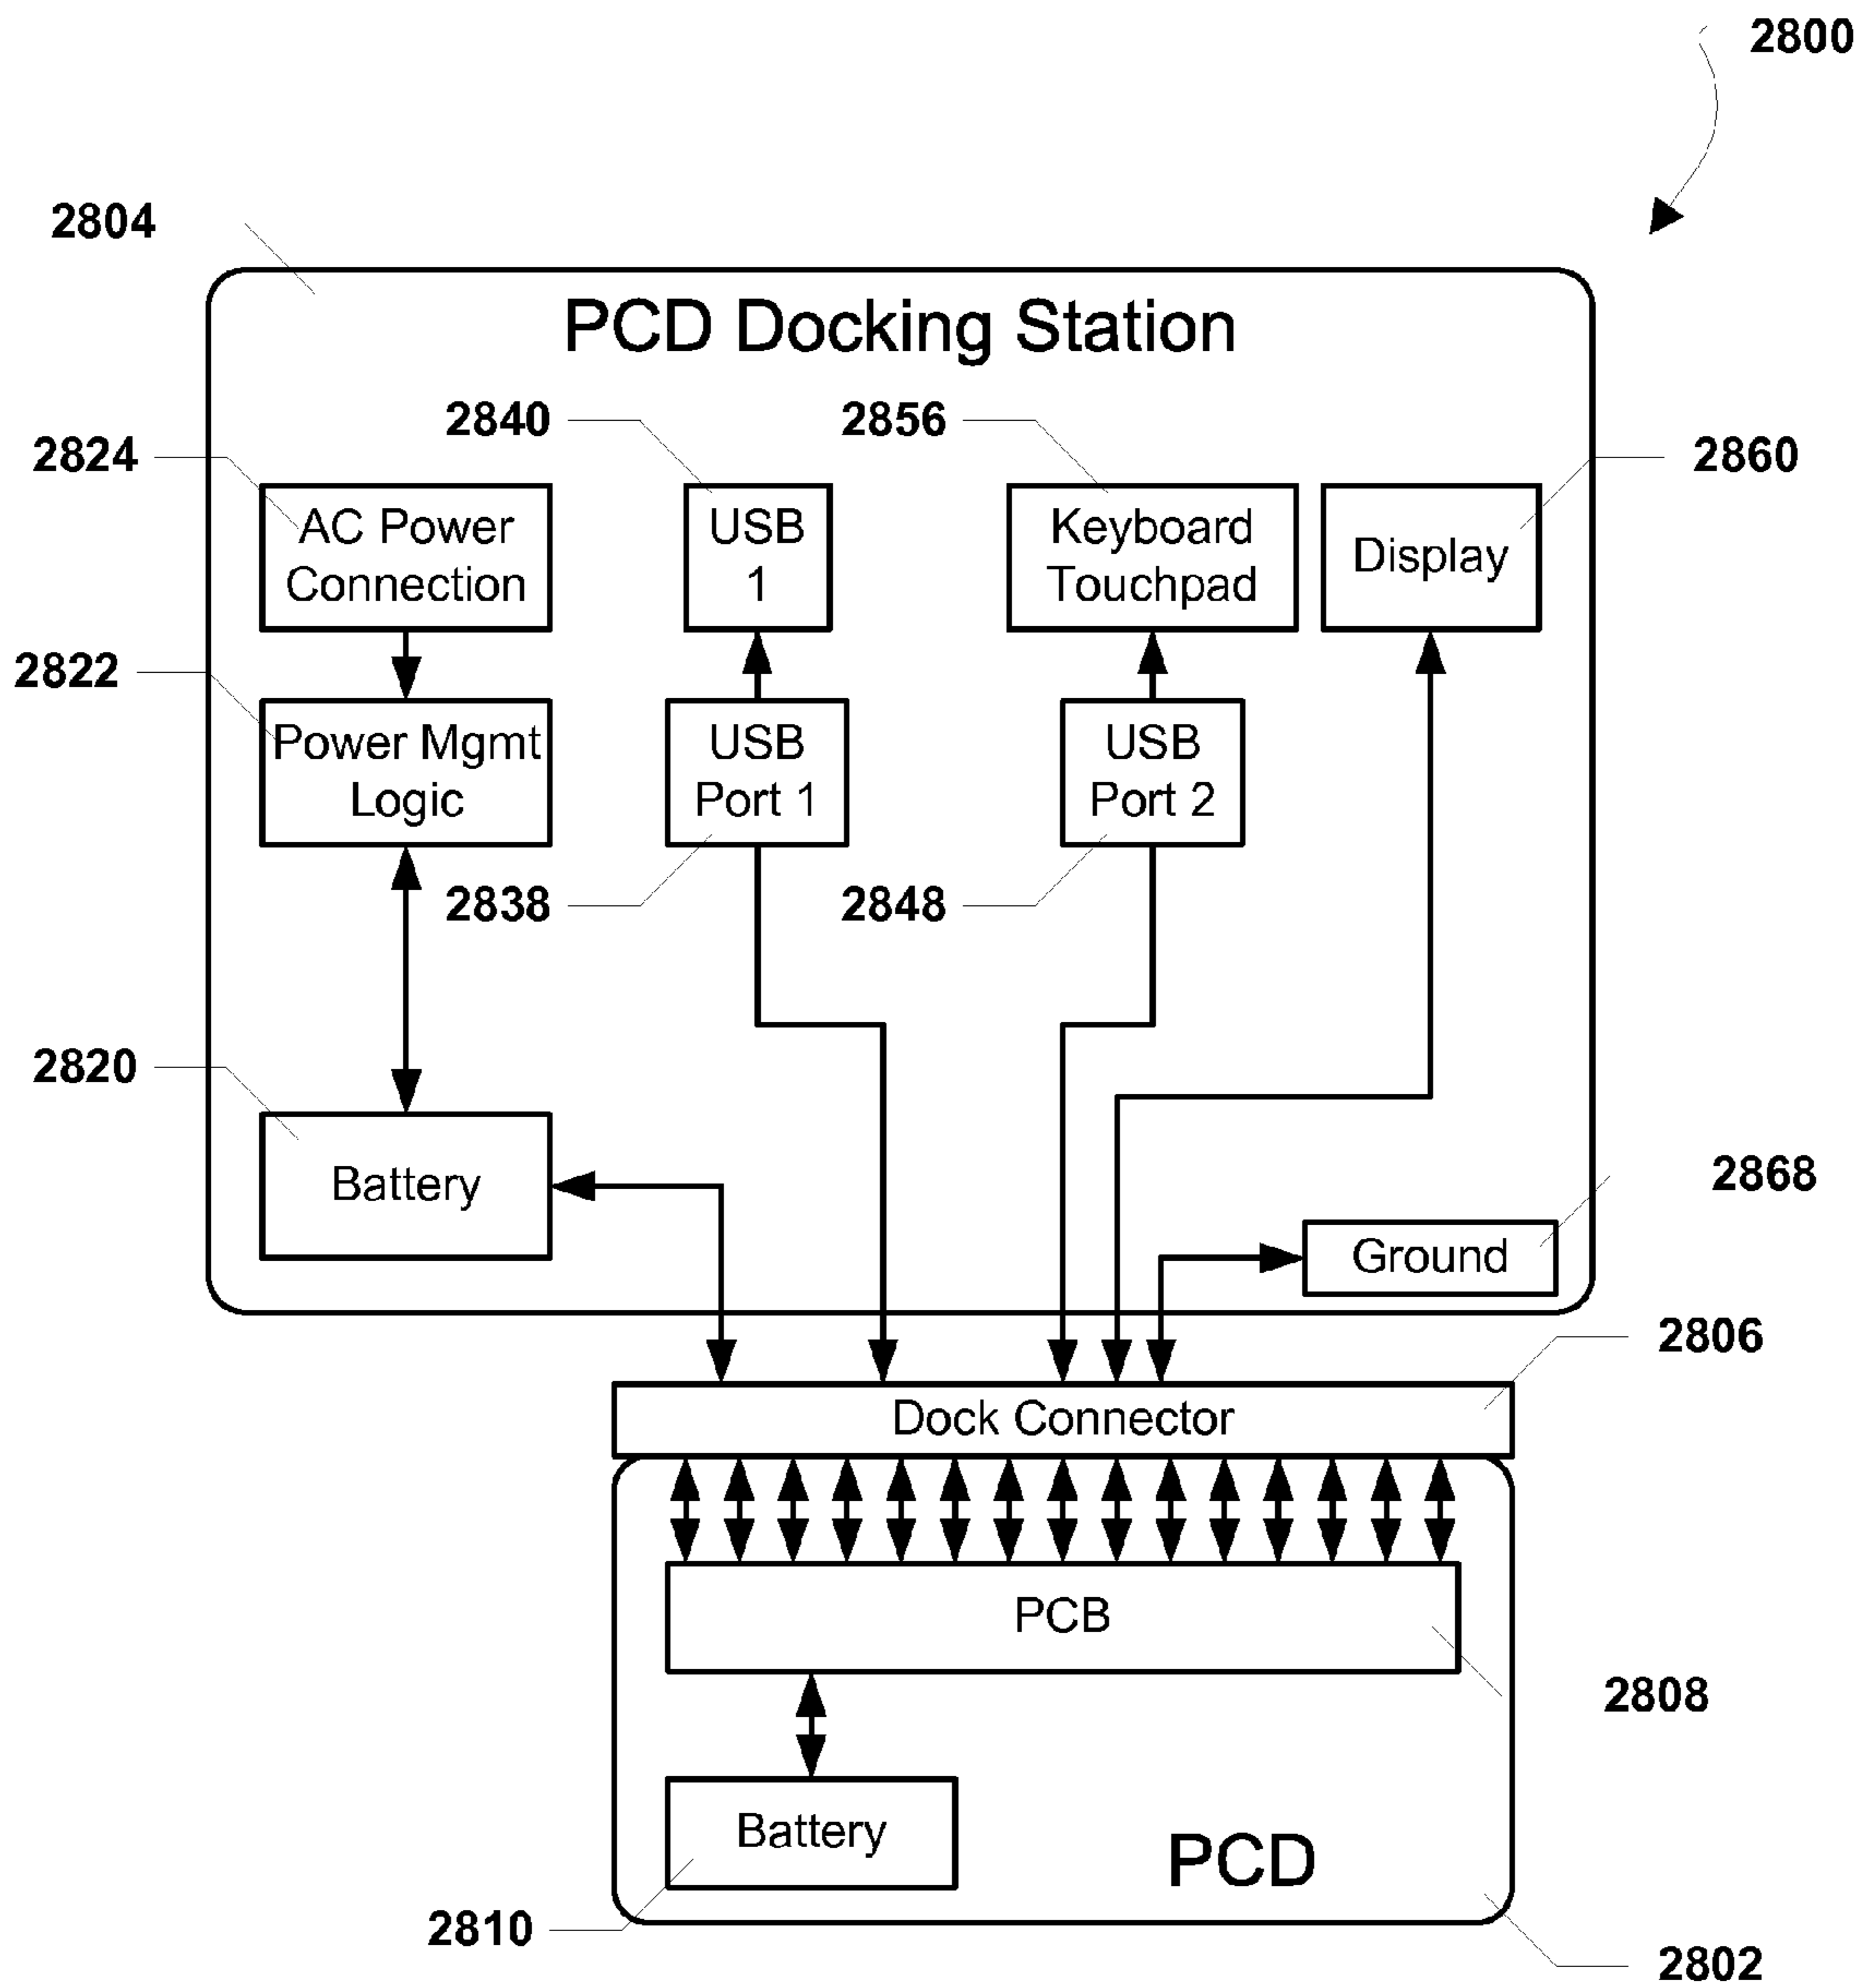 2800
2804
PCD Docking Station
2840
2856
2824
2860
AC Power
Connection
USB
1
Keyboard
Touchpad
Display
2822
Power Mgmt
Logic
USB
Port 1
USB
Port 2
2838
2848
2820
Battery
2868
Ground
2806
Dock Connector
PCB
2808
Battery
PCD
2810
2802